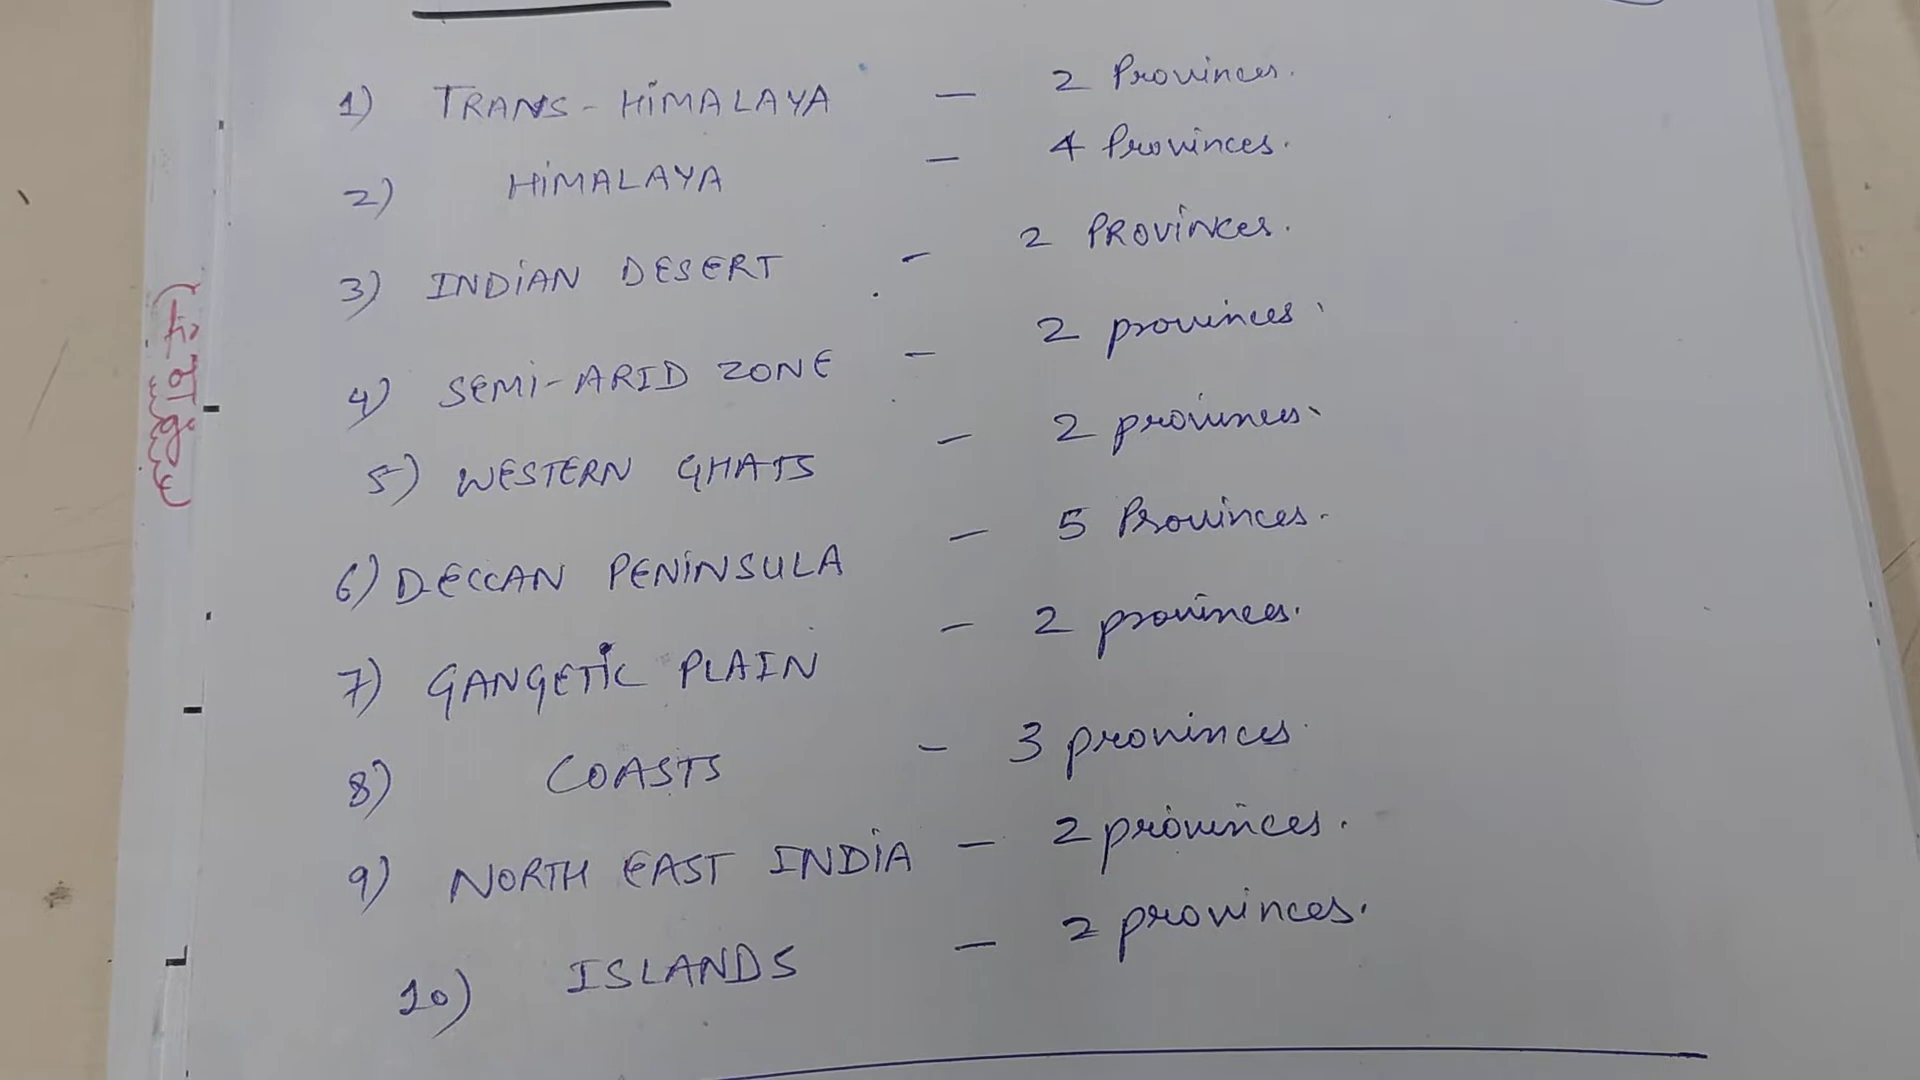 1) TRANS-HIMALAYA - 2 Provinces.
2) HIMALAYA - 4 Provinces.
3) INDIAN DESERT - 2 PROVINCES.
4) SEMI-ARID ZONE - 2 provinces.
5) WESTERN GHATS - 2 provinces.
6) DECCAN PENINSULA - 5 Provinces.
7) GANGETIC PLAIN - 2 provinces.
8) COASTS - 3 provinces.
9) NORTH EAST INDIA - 2 provinces.
10) ISLANDS - 2 provinces.